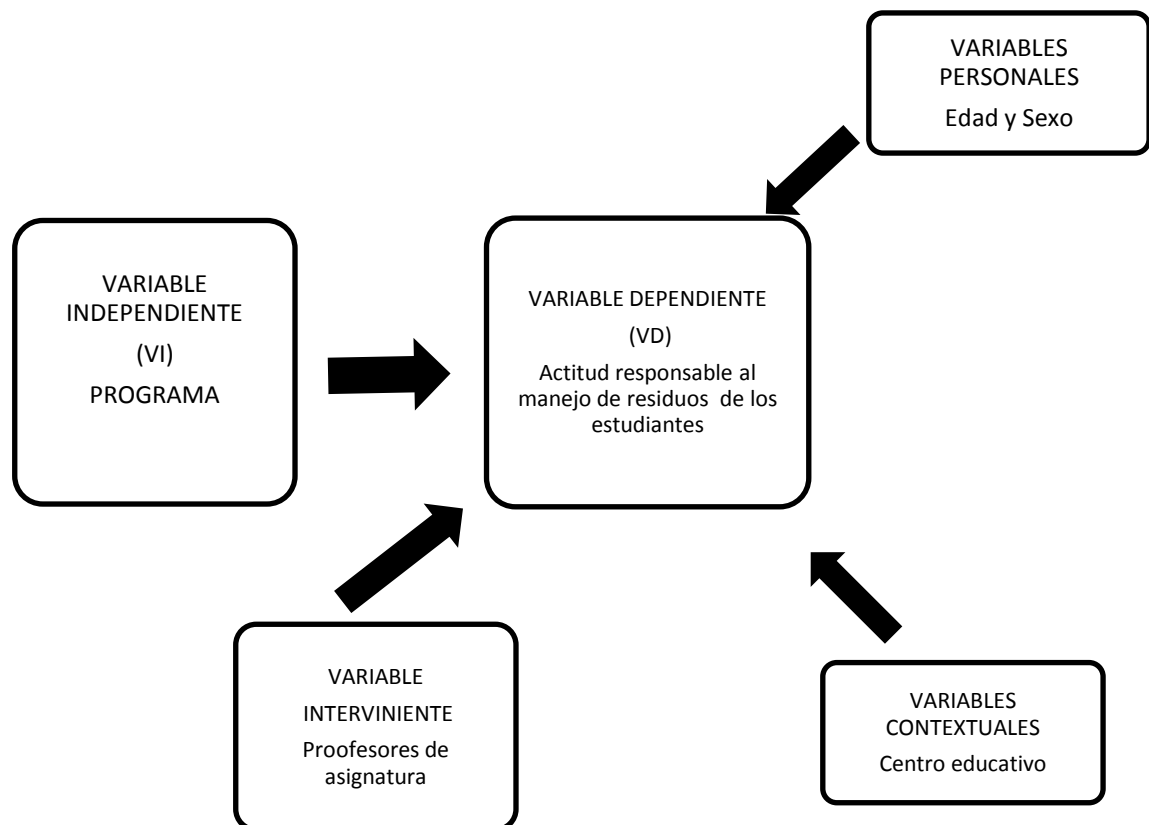 VARIABLES
PERSONALES
Edad y Sexo
VARIABLE
INDEPENDIENTE
(VI)
PROGRAMA
VARIABLE DEPENDIENTE
(VD)
Actitud responsable al
manejo de residuos de los
estudiantes
VARIABLE
INTERVINIENTE
Proofesores de
asignatura
VARIABLES
CONTEXTUALES
Centro educativo